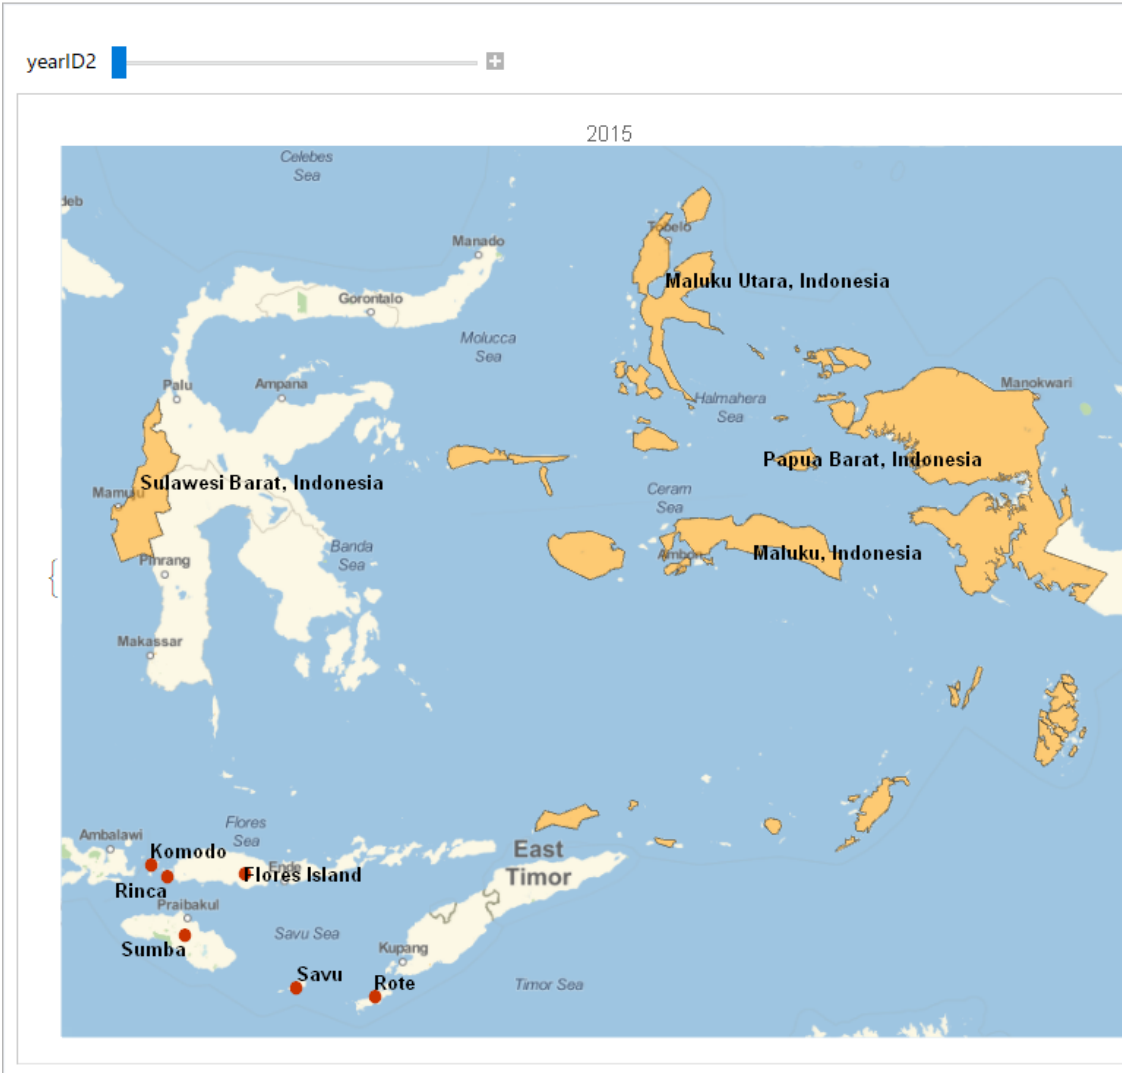 yearID2
2015
Celebes
Sea
deb
Tobelo
Manado
Maluku Utara, Indonesia
Gorontalo
Molucca
Sea
Palu
Ampana
Manokwari
Halmahera
Sea
Papua Barat, Indonesia
Sulawesi Barat, Indonesia
Mamuju
Ceram
Sea
Banda
Sea
Ambon
Maluku, Indonesia
Pinrang
Makassar
Flores
Sea
Ambalawi
Komodo
East
Timor
Ende
Flores Island
Rinca
Praibakul
Savu Sea
Sumba
Kupang
Savu
Rote
Timor Sea